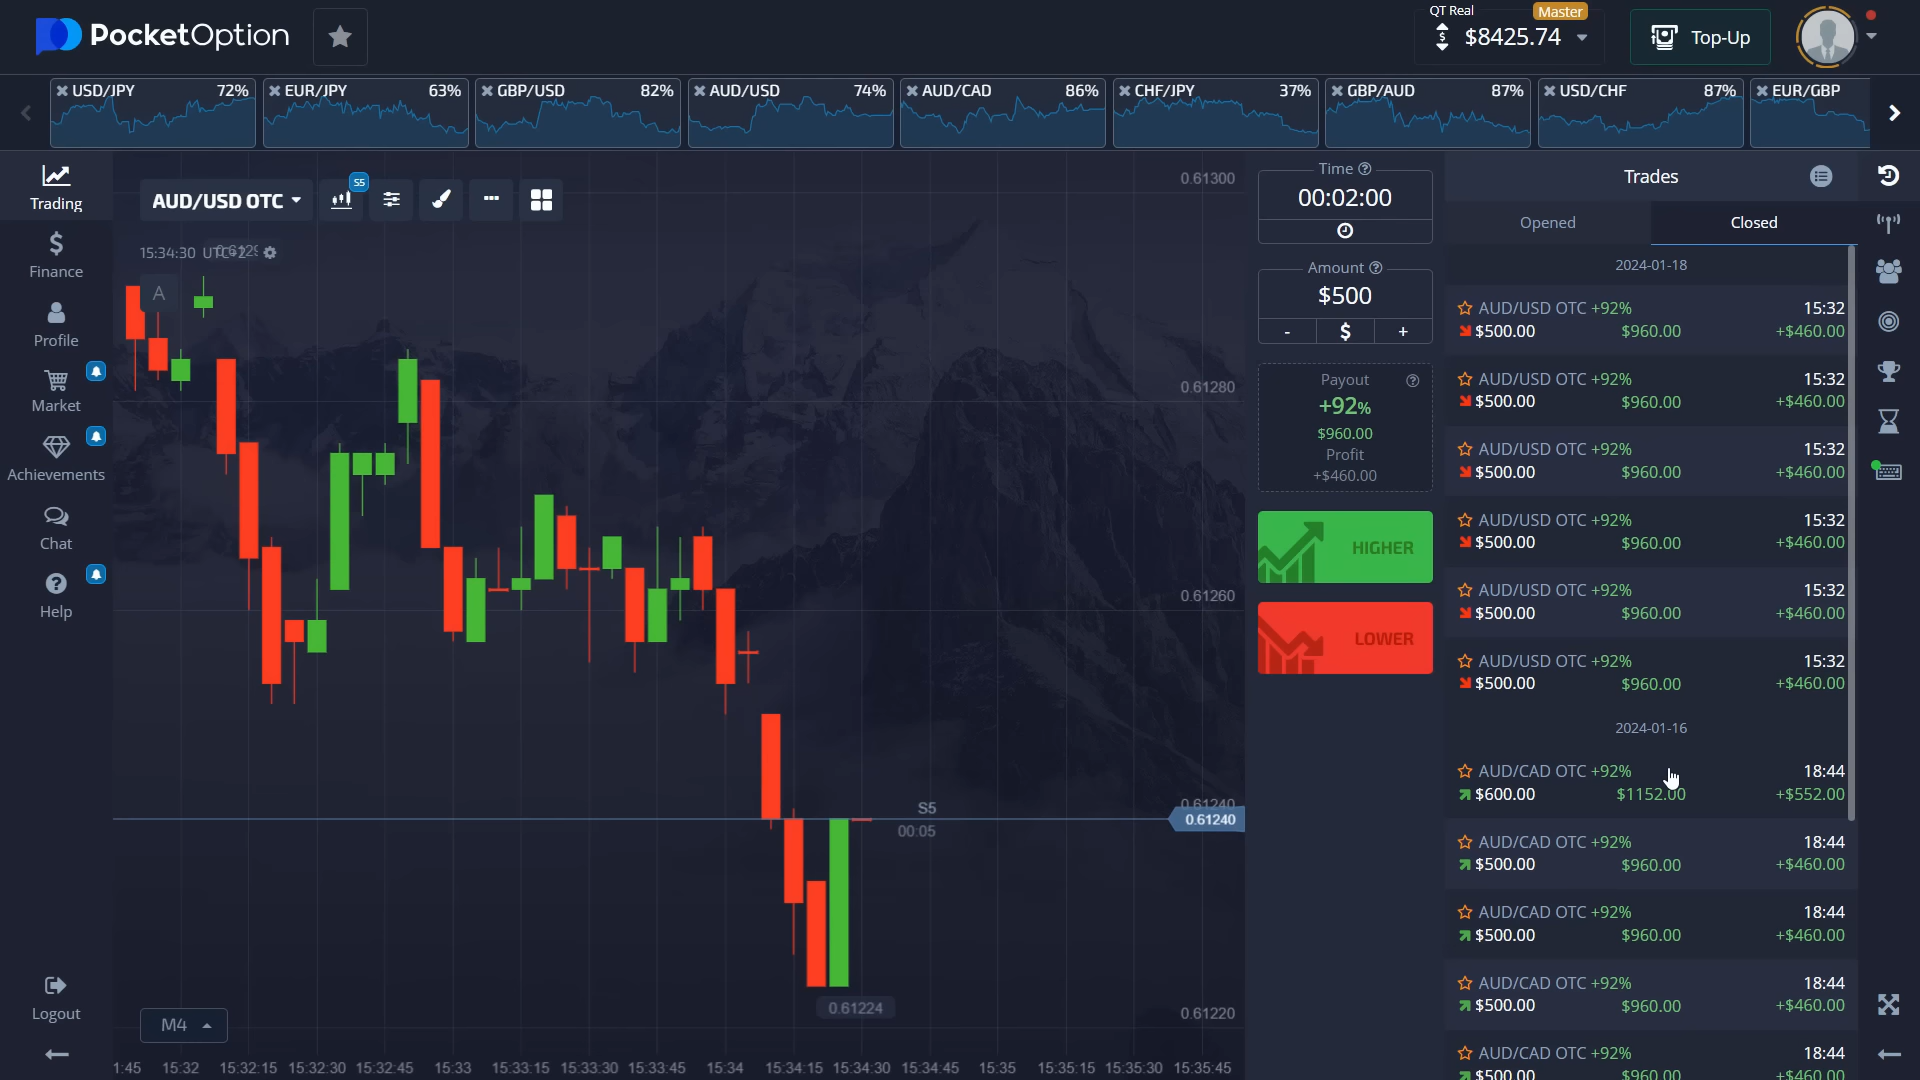 PocketOption
QT Real
Master
$8425.74
Top-Up
USD/JPY 72%
EUR/JPY 63%
GBP/USD 82%
AUD/USD 74%
AUD/CAD 86%
CHF/JPY 37%
GBP/AUD 87%
USD/CHF 87%
EUR/GBP
Trading
Finance
Profile
Market
Achievements
Chat
Help
Logout
AUD/USD OTC
S5
15:34:30 UTC+2
A
0.61300
0.61280
0.61260
0.61240
0.61240
0.61220
S5
00:05
0.61224
M4
1:45 15:32 15:32:15 15:32:30 15:32:45 15:33 15:33:15 15:33:30 15:33:45 15:34 15:34:15 15:34:30 15:34:45 15:35 15:35:15 15:35:30 15:35:45
Time
00:02:00
Amount
$500
- $ +
Payout
+92%
$960.00
Profit
+$460.00
HIGHER
LOWER
Trades
Opened Closed
2024-01-18
AUD/USD OTC +92% 15:32
$500.00 $960.00 +$460.00
AUD/USD OTC +92% 15:32
$500.00 $960.00 +$460.00
AUD/USD OTC +92% 15:32
$500.00 $960.00 +$460.00
AUD/USD OTC +92% 15:32
$500.00 $960.00 +$460.00
AUD/USD OTC +92% 15:32
$500.00 $960.00 +$460.00
AUD/USD OTC +92% 15:32
$500.00 $960.00 +$460.00
2024-01-16
AUD/CAD OTC +92% 18:44
$600.00 $1152.00 +$552.00
AUD/CAD OTC +92% 18:44
$500.00 $960.00 +$460.00
AUD/CAD OTC +92% 18:44
$500.00 $960.00 +$460.00
AUD/CAD OTC +92% 18:44
$500.00 $960.00 +$460.00
AUD/CAD OTC +92% 18:44
$500.00 $960.00 +$460.00